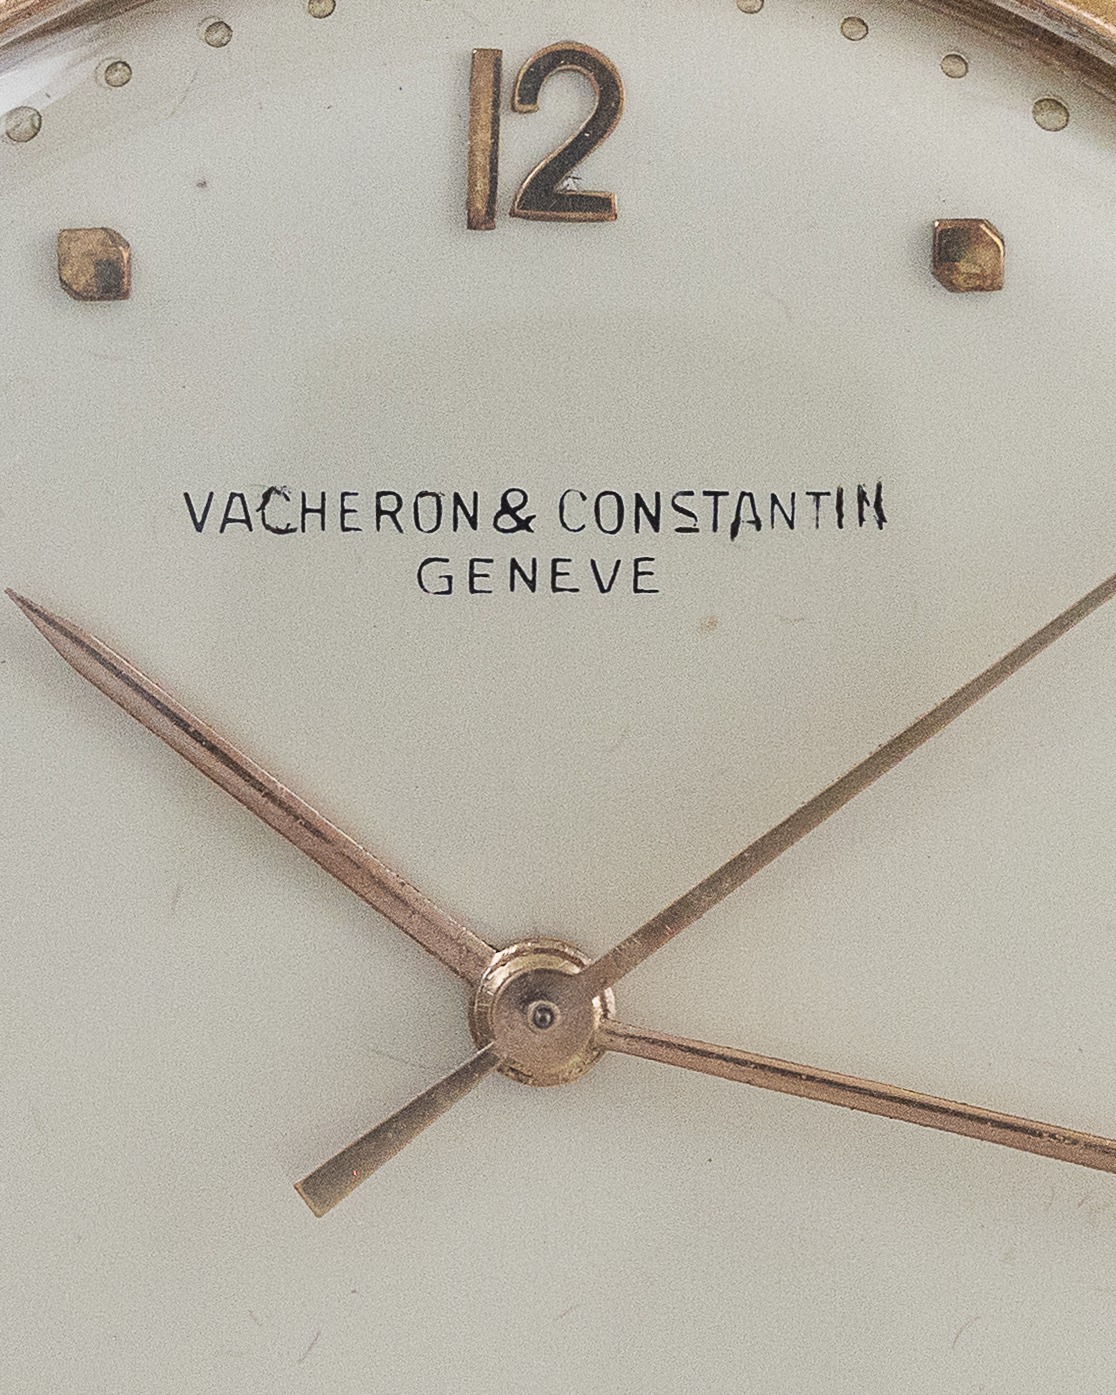 12
VACHERON & CONSTANTIN
GENEVE